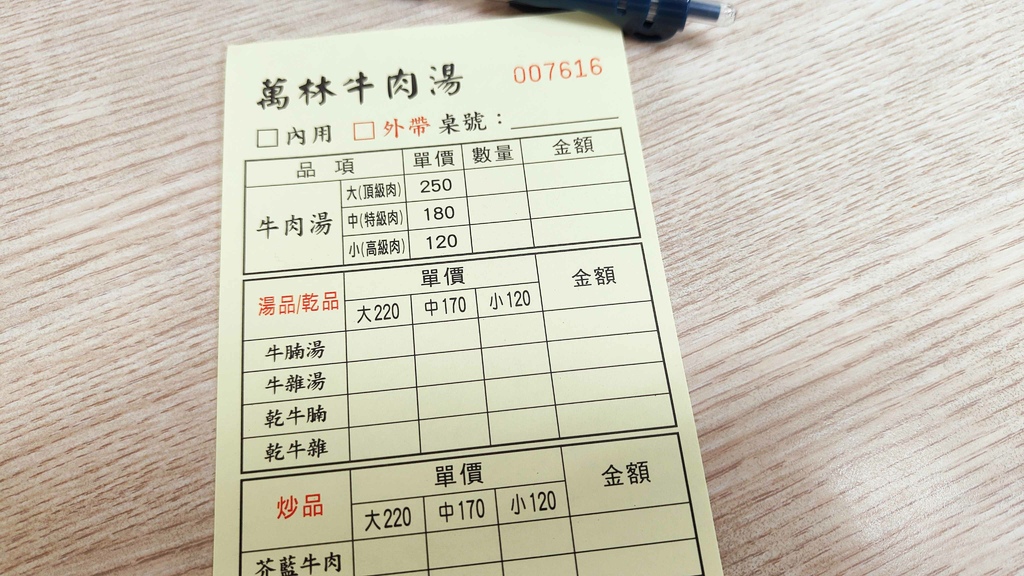 萬林牛肉湯 007616
□內用 □外帶 桌號：
品項 單價 數量 金額
牛肉湯
大(頂級肉) 250
中(特級肉) 180
小(高級肉) 120
湯品/乾品 單價 金額
大220 中170 小120
牛腩湯
牛雜湯
乾牛腩
乾牛雜
炒品 單價 金額
大220 中170 小120
芥藍牛肉